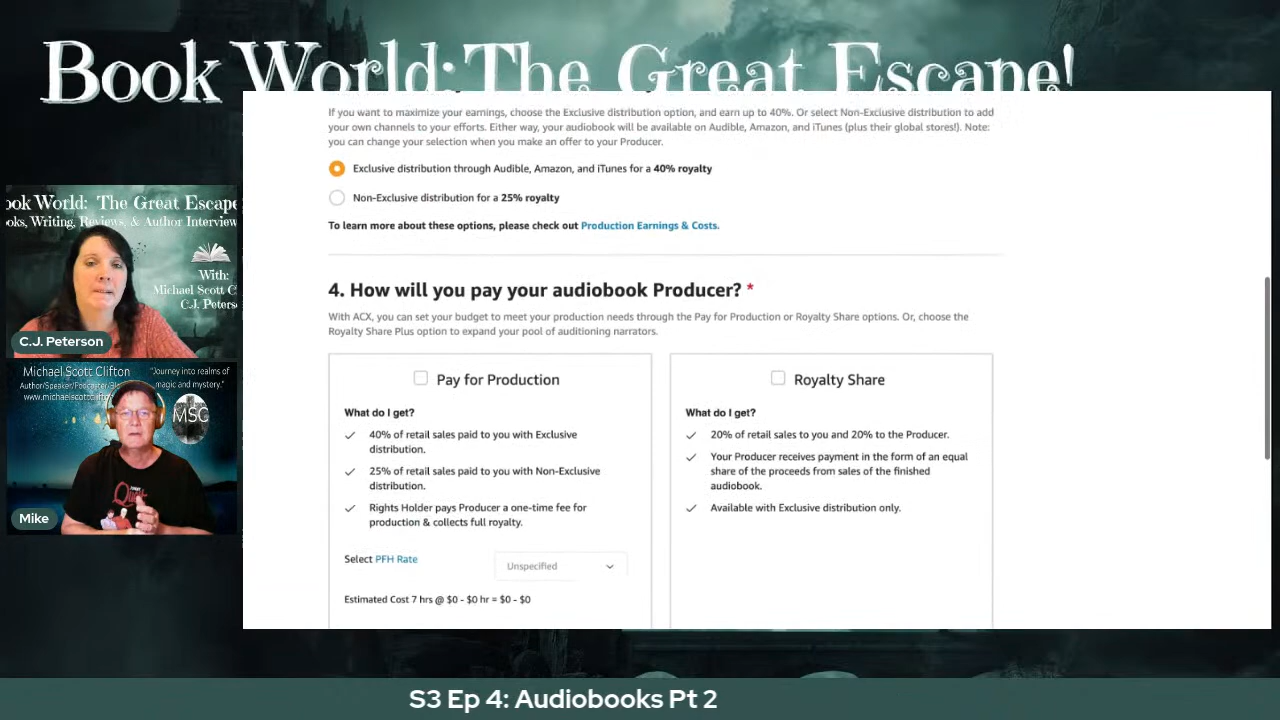 Book World: The Great Escape!
If you want to maximize your earnings, choose the Exclusive distribution option, and earn up to 40%. Or select Non-Exclusive distribution to add
your own channels to your efforts. Either way, your audiobook will be available on Audible, Amazon, and iTunes (plus their global stores!). Note:
you can change your selection when you make an offer to your Producer.
Exclusive distribution through Audible, Amazon, and iTunes for a 40% royalty
Non-Exclusive distribution for a 25% royalty
To learn more about these options, please check out Production Earnings & Costs.
4. How will you pay your audiobook Producer? *
With ACX, you can set your budget to meet your production needs through the Pay for Production or Royalty Share options. Or, choose the
Royalty Share Plus option to expand your pool of auditioning narrators.
Pay for Production
What do I get?
40% of retail sales paid to you with Exclusive
distribution.
25% of retail sales paid to you with Non-Exclusive
distribution.
Rights Holder pays Producer a one-time fee for
production & collects full royalty.
Select PFH Rate
Unspecified
Estimated Cost 7 hrs @ $0 - $0 hr = $0 - $0
Royalty Share
What do I get?
20% of retail sales to you and 20% to the Producer.
Your Producer receives payment in the form of an equal
share of the proceeds from sales of the finished
audiobook.
Available with Exclusive distribution only.
ook World: The Great Escape
ooks, Writing, Reviews, & Author Interview
With:
Michael Scott C
C.J. Peters
C.J. Peterson
Michael Scott Clifton
"Journey into realms of
magic and mystery."
MSC
Mike
S3 Ep 4: Audiobooks Pt 2